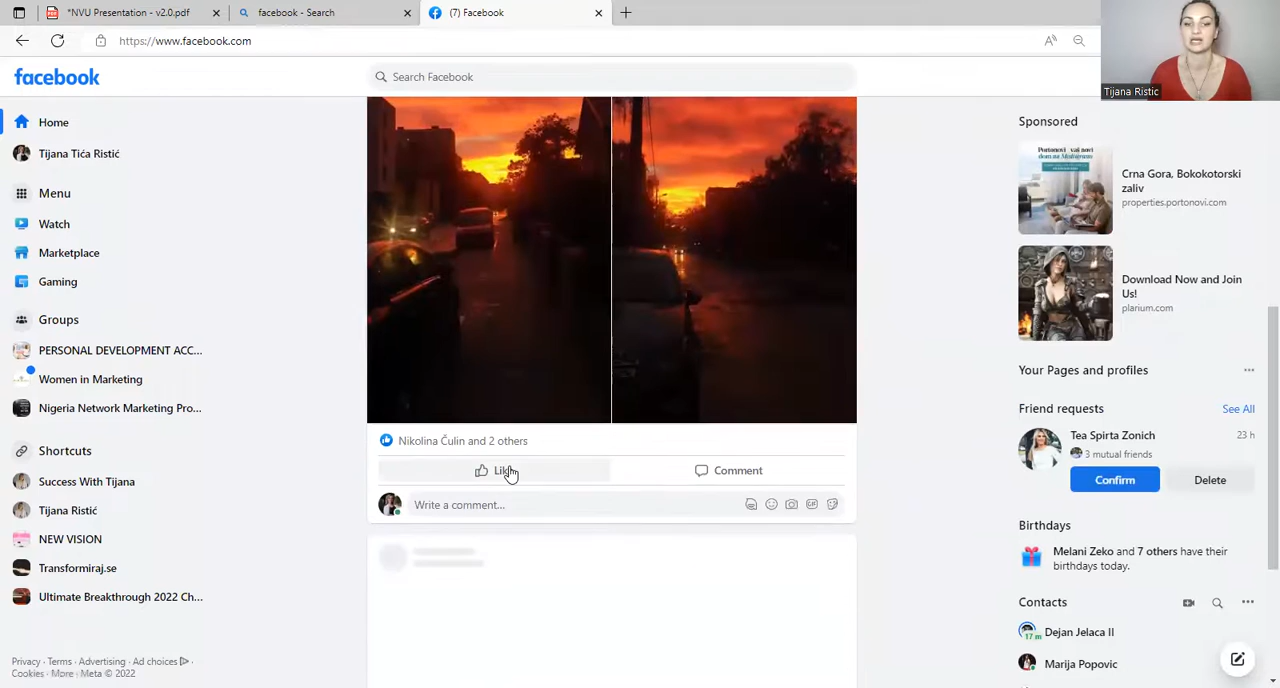 *NVU Presentation - v2.0.pdf
facebook - Search
(7) Facebook
https://www.facebook.com
Tijana Ristic
facebook
Search Facebook
Home
Tijana Tića Ristić
Menu
Watch
Marketplace
Gaming
Groups
PERSONAL DEVELOPMENT ACC...
Women in Marketing
Nigeria Network Marketing Pro...
Shortcuts
Success With Tijana
Tijana Ristić
NEW VISION
Transformiraj.se
Ultimate Breakthrough 2022 Ch...
Privacy · Terms · Advertising · Ad choices ·
Cookies · More · Meta © 2022
Nikolina Čulin and 2 others
Like
Comment
Write a comment...
GIF
Sponsored
Crna Gora, Bokokotorski
zaliv
properties.portonovi.com
Download Now and Join
Us!
plarium.com
Your Pages and profiles
Friend requests
See All
Tea Spirta Zonich
23 h
3 mutual friends
Confirm
Delete
Birthdays
Melani Zeko and 7 others have their
birthdays today.
Contacts
Dejan Jelaca II
17 m
Marija Popovic